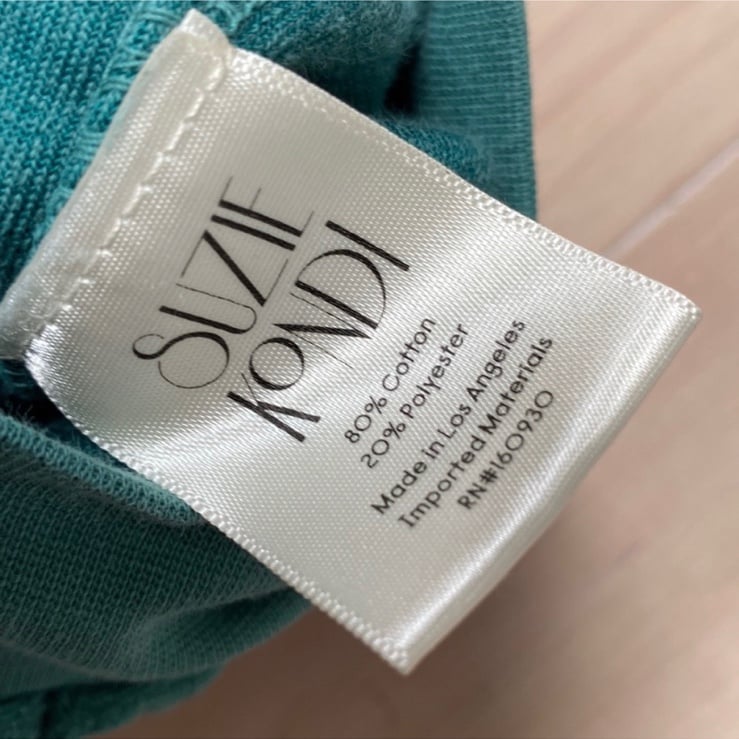 SUZIE
KONDI
80% Cotton
20% Polyester
Made in Los Angeles
Imported Materials
RN#160930